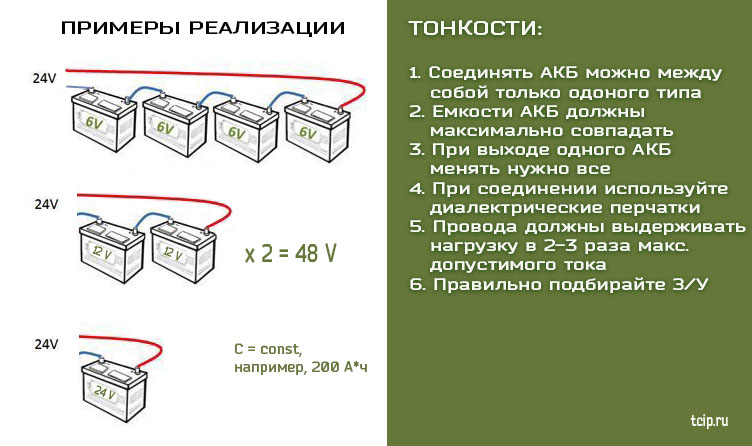 ПРИМЕРЫ РЕАЛИЗАЦИИ
24V
6V
6V
6V
6V
24V
12 V
12 V
x 2 = 48 V
24V
24 V
C = const,
например, 200 А*ч
ТОНКОСТИ:
1. Соединять АКБ можно между
собой только одоного типа
2. Емкости АКБ должны
максимально совпадать
3. При выходе одного АКБ
менять нужно все
4. При соединении используйте
диалектрические перчатки
5. Провода должны выдерживать
нагрузку в 2-3 раза макс.
допустимого тока
6. Правильно подбирайте З/У
tcip.ru